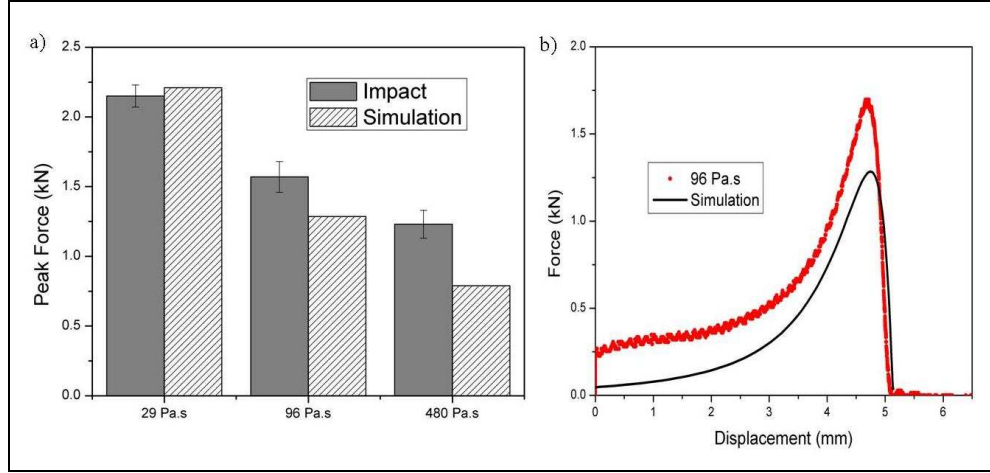 a)
2.5
2.0
1.5
1.0
0.5
0.0
Peak Force (kN)
Impact
Simulation
29 Pa.s
96 Pa.s
480 Pa.s
b)
2.0
1.5
1.0
0.5
0.0
Force (kN)
96 Pa.s
Simulation
0
1
2
3
4
5
6
Displacement (mm)